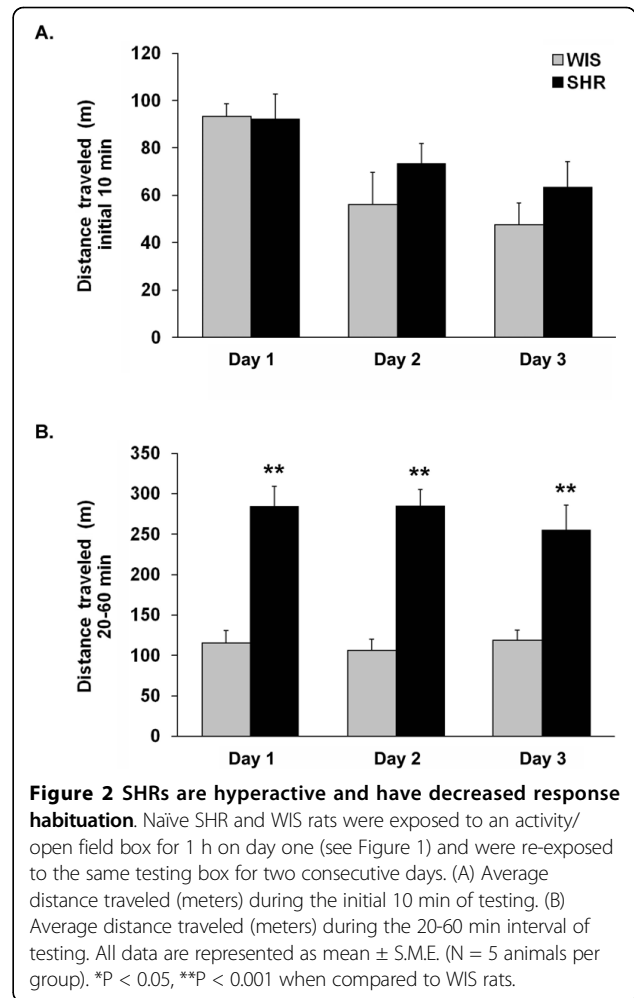 A.
120
100
80
60
40
20
0
Distance traveled (m)
initial 10 min
WIS
SHR
Day 1 Day 2 Day 3
B.
350
300
250
200
150
100
50
0
Distance traveled (m)
20-60 min
** ** **
Day 1 Day 2 Day 3
Figure 2 SHRs are hyperactive and have decreased response
habituation. Naïve SHR and WIS rats were exposed to an activity/
open field box for 1 h on day one (see Figure 1) and were re-exposed
to the same testing box for two consecutive days. (A) Average
distance traveled (meters) during the initial 10 min of testing. (B)
Average distance traveled (meters) during the 20-60 min interval of
testing. All data are represented as mean ± S.M.E. (N = 5 animals per
group). *P < 0.05, **P < 0.001 when compared to WIS rats.